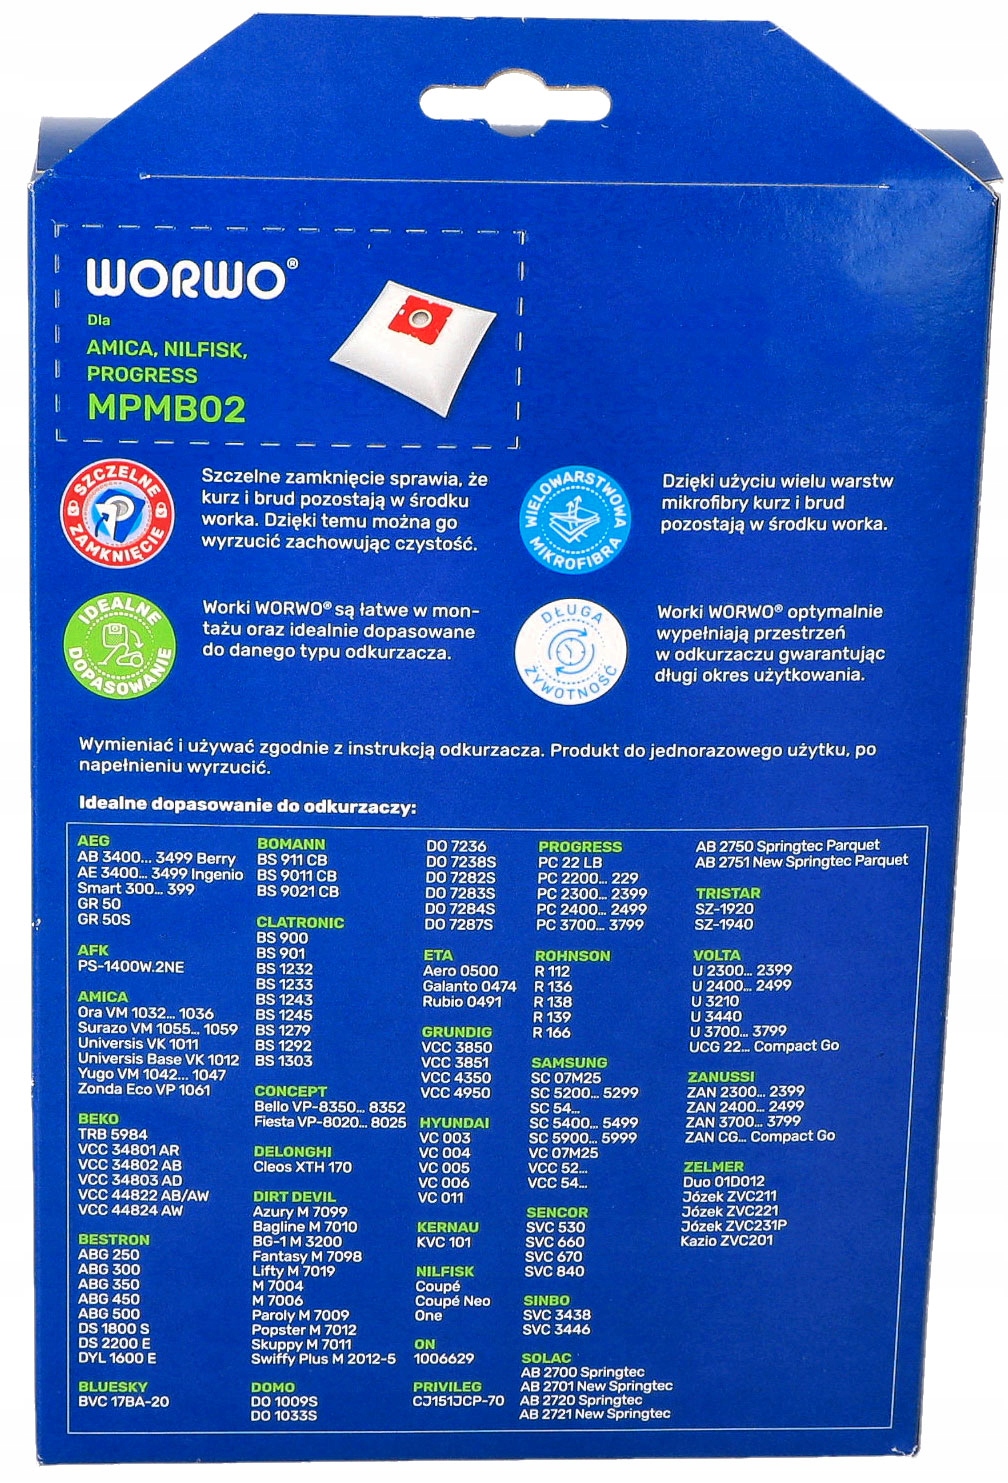 WORWO®
Dla
AMICA, NILFISK,
PROGRESS
MPMB02
SZCZELNE
ZAMKNIĘCIE
Szczelne zamknięcie sprawia, że
kurz i brud pozostają w środku
worka. Dzięki temu można go
wyrzucić zachowując czystość.
WIELOWARSTWOWA
MIKROFIBRA
Dzięki użyciu wielu warstw
mikrofibry kurz i brud
pozostają w środku worka.
IDEALNE
DOPASOWANIE
Worki WORWO® są łatwe w mon-
tażu oraz idealnie dopasowane
do danego typu odkurzacza.
DŁUGA
ŻYWOTNOŚĆ
Worki WORWO® optymalnie
wypełniają przestrzeń
w odkurzaczu gwarantując
długi okres użytkowania.
Wymieniać i używać zgodnie z instrukcją odkurzacza. Produkt do jednorazowego użytku, po
napełnieniu wyrzucić.
Idealne dopasowanie do odkurzaczy:
AEG
AB 3400... 3499 Berry
AE 3400... 3499 Ingenio
Smart 300... 399
GR 50
GR 50S
AFK
PS-1400W.2NE
AMICA
Ora VM 1032... 1036
Surazo VM 1055... 1059
Universis VK 1011
Universis Base VK 1012
Yugo VM 1042... 1047
Zonda Eco VP 1061
BEKO
TRB 5984
VCC 34801 AR
VCC 34802 AB
VCC 34803 AD
VCC 44822 AB/AW
VCC 44824 AW
BESTRON
ABG 250
ABG 300
ABG 350
ABG 450
ABG 500
DS 1800 S
DS 2200 E
DYL 1600 E
BLUESKY
BVC 17BA-20
BOMANN
BS 911 CB
BS 9011 CB
BS 9021 CB
CLATRONIC
BS 900
BS 901
BS 1232
BS 1233
BS 1243
BS 1245
BS 1279
BS 1292
BS 1303
CONCEPT
Bello VP-8350... 8352
Fiesta VP-8020... 8025
DELONGHI
Cleos XTH 170
DIRT DEVIL
Azury M 7099
Bagline M 7010
BG-1 M 3200
Fantasy M 7098
Lifty M 7019
M 7004
M 7006
Paroly M 7009
Popster M 7012
Skuppy M 7011
Swiffy Plus M 2012-5
DOMO
DO 1009S
DO 1033S
DO 7236
DO 7238S
DO 7282S
DO 7283S
DO 7284S
DO 7287S
ETA
Aero 0500
Galanto 0474
Rubio 0491
GRUNDIG
VCC 3850
VCC 3851
VCC 4350
VCC 4950
HYUNDAI
VC 003
VC 004
VC 005
VC 006
VC 011
KERNAU
KVC 101
NILFISK
Coupé
Coupé Neo
One
ON
1006629
PRIVILEG
CJ151JCP-70
PROGRESS
PC 22 LB
PC 2200... 229
PC 2300... 2399
PC 2400... 2499
PC 3700... 3799
ROHNSON
R 112
R 136
R 138
R 139
R 166
SAMSUNG
SC 07M25
SC 5200... 5299
SC 54...
SC 5400... 5499
SC 5900... 5999
VC 07M25
VCC 52...
VCC 54...
SENCOR
SVC 530
SVC 660
SVC 670
SVC 840
SINBO
SVC 3438
SVC 3446
SOLAC
AB 2700 Springtec
AB 2701 New Springtec
AB 2720 Springtec
AB 2721 New Springtec
AB 2750 Springtec Parquet
AB 2751 New Springtec Parquet
TRISTAR
SZ-1920
SZ-1940
VOLTA
U 2300... 2399
U 2400... 2499
U 3210
U 3440
U 3700... 3799
UCG 22... Compact Go
ZANUSSI
ZAN 2300... 2399
ZAN 2400... 2499
ZAN 3700... 3799
ZAN CG... Compact Go
ZELMER
Duo 01D012
Józek ZVC211
Józek ZVC221
Józek ZVC231P
Kazio ZVC201